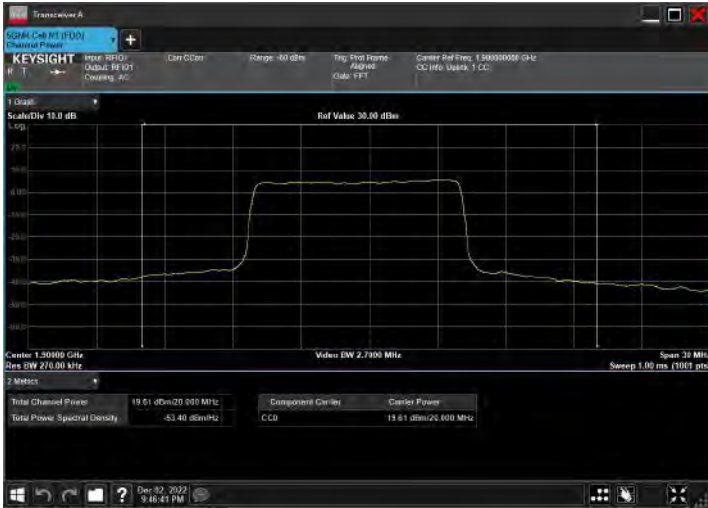 Transceiver A
5GNR-Cell N1 (FDD)
Channel Power
KEYSIGHT
Input: RFIO1
Output: RFIO1
Coupling: AC
Corr CCorr
Range: -60 dBm
Trig: Prot Frame
Aligned
Gate: FFT
Carrier Ref Freq: 1.900000000 GHz
CC Info: Uplink, 1 CC
R T
1 Graph
Scale/Div 10.0 dB
Ref Value 30.00 dBm
Log
Center 1.90000 GHz
Video BW 2.7000 MHz
Span 30 MHz
Res BW 270.00 kHz
Sweep 1.00 ms (1001 pts
2 Metrics
Total Channel Power
19.61 dBm/20.000 MHz
Total Power Spectral Density
-53.40 dBm/Hz
Component Carrier
Carrier Power
CC0
19.61 dBm/20.000 MHz
Dec 02, 2022
9:46:41 PM